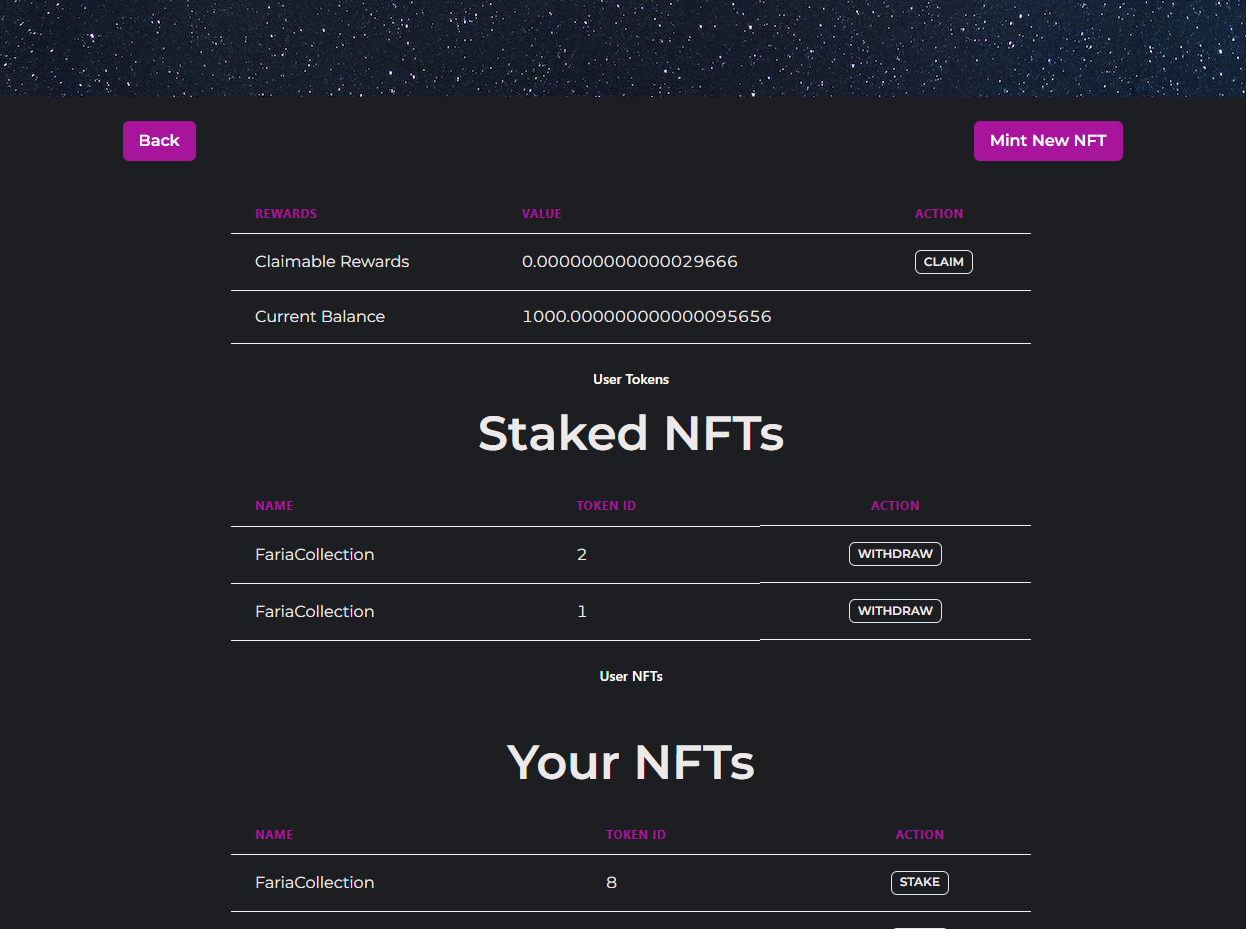 Back Mint New NFT
REWARDS VALUE ACTION
Claimable Rewards 0.000000000000029666 CLAIM
Current Balance 1000.000000000000095656
User Tokens
Staked NFTs
NAME TOKEN ID ACTION
FariaCollection 2 WITHDRAW
FariaCollection 1 WITHDRAW
User NFTs
Your NFTs
NAME TOKEN ID ACTION
FariaCollection 8 STAKE